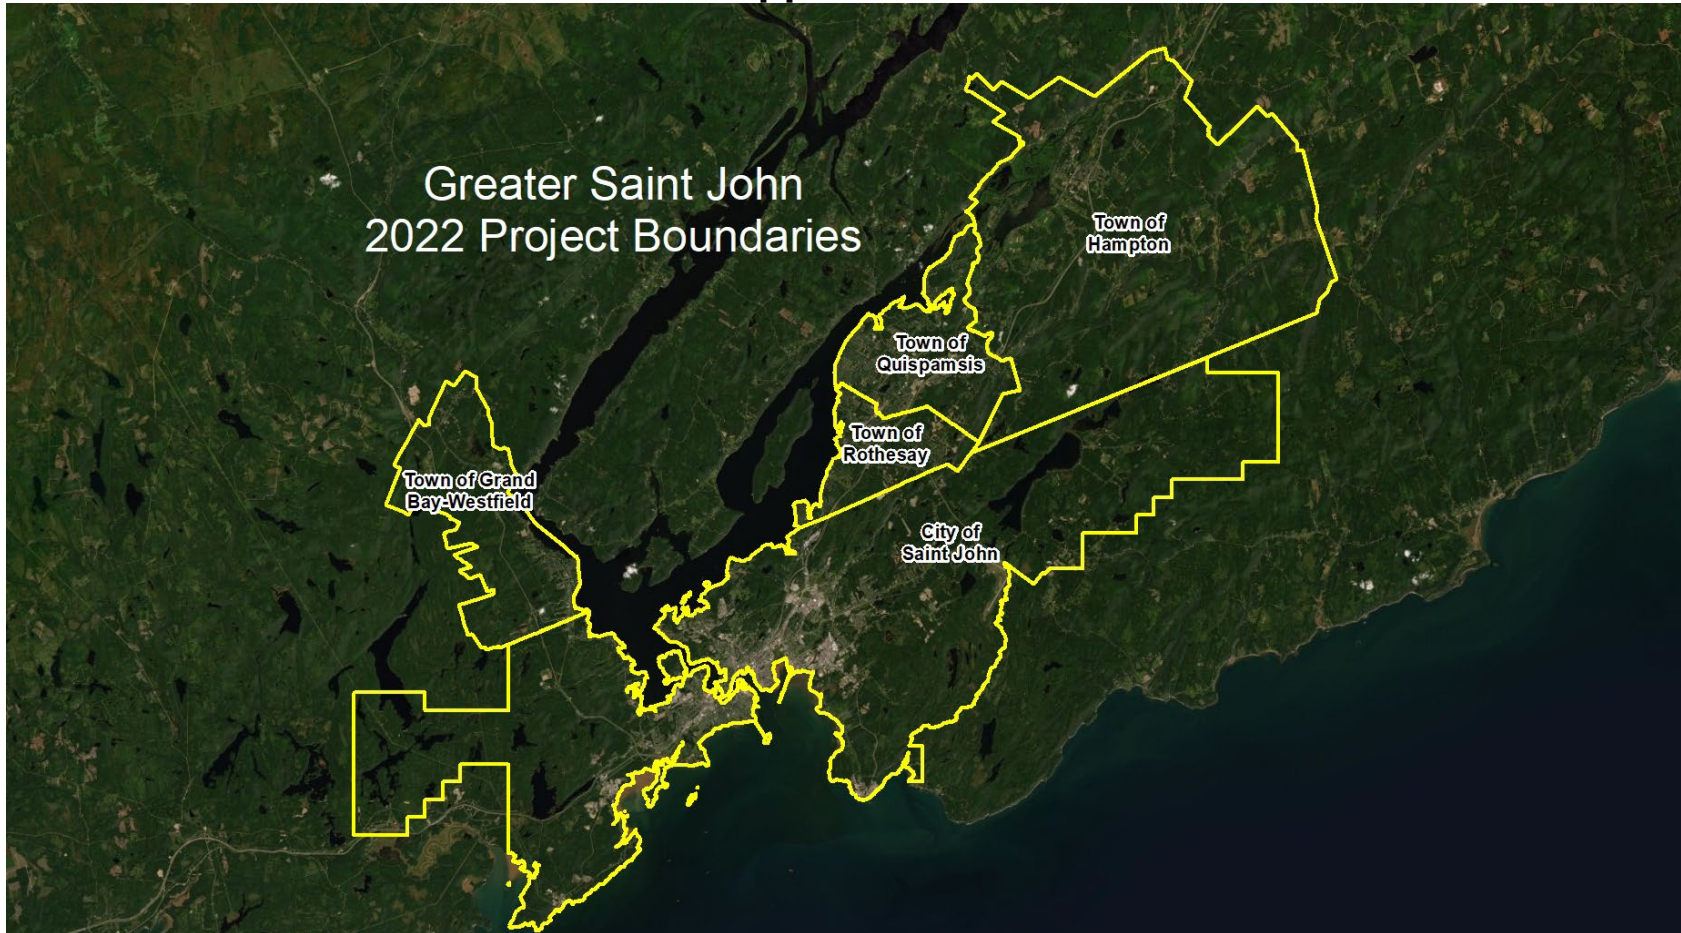 Greater Saint John
2022 Project Boundaries
Town of
Hampton
Town of
Quispamsis
Town of
Rothesay
Town of Grand
Bay-Westfield
City of
Saint John